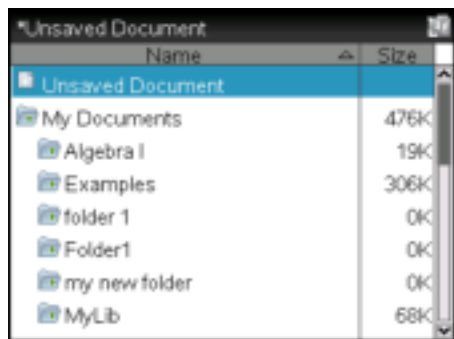 *Unsaved Document
Name Size
Unsaved Document
My Documents 476K
Algebra I 19K
Examples 306K
folder 1 0K
Folder1 0K
my new folder 0K
MyLib 68K